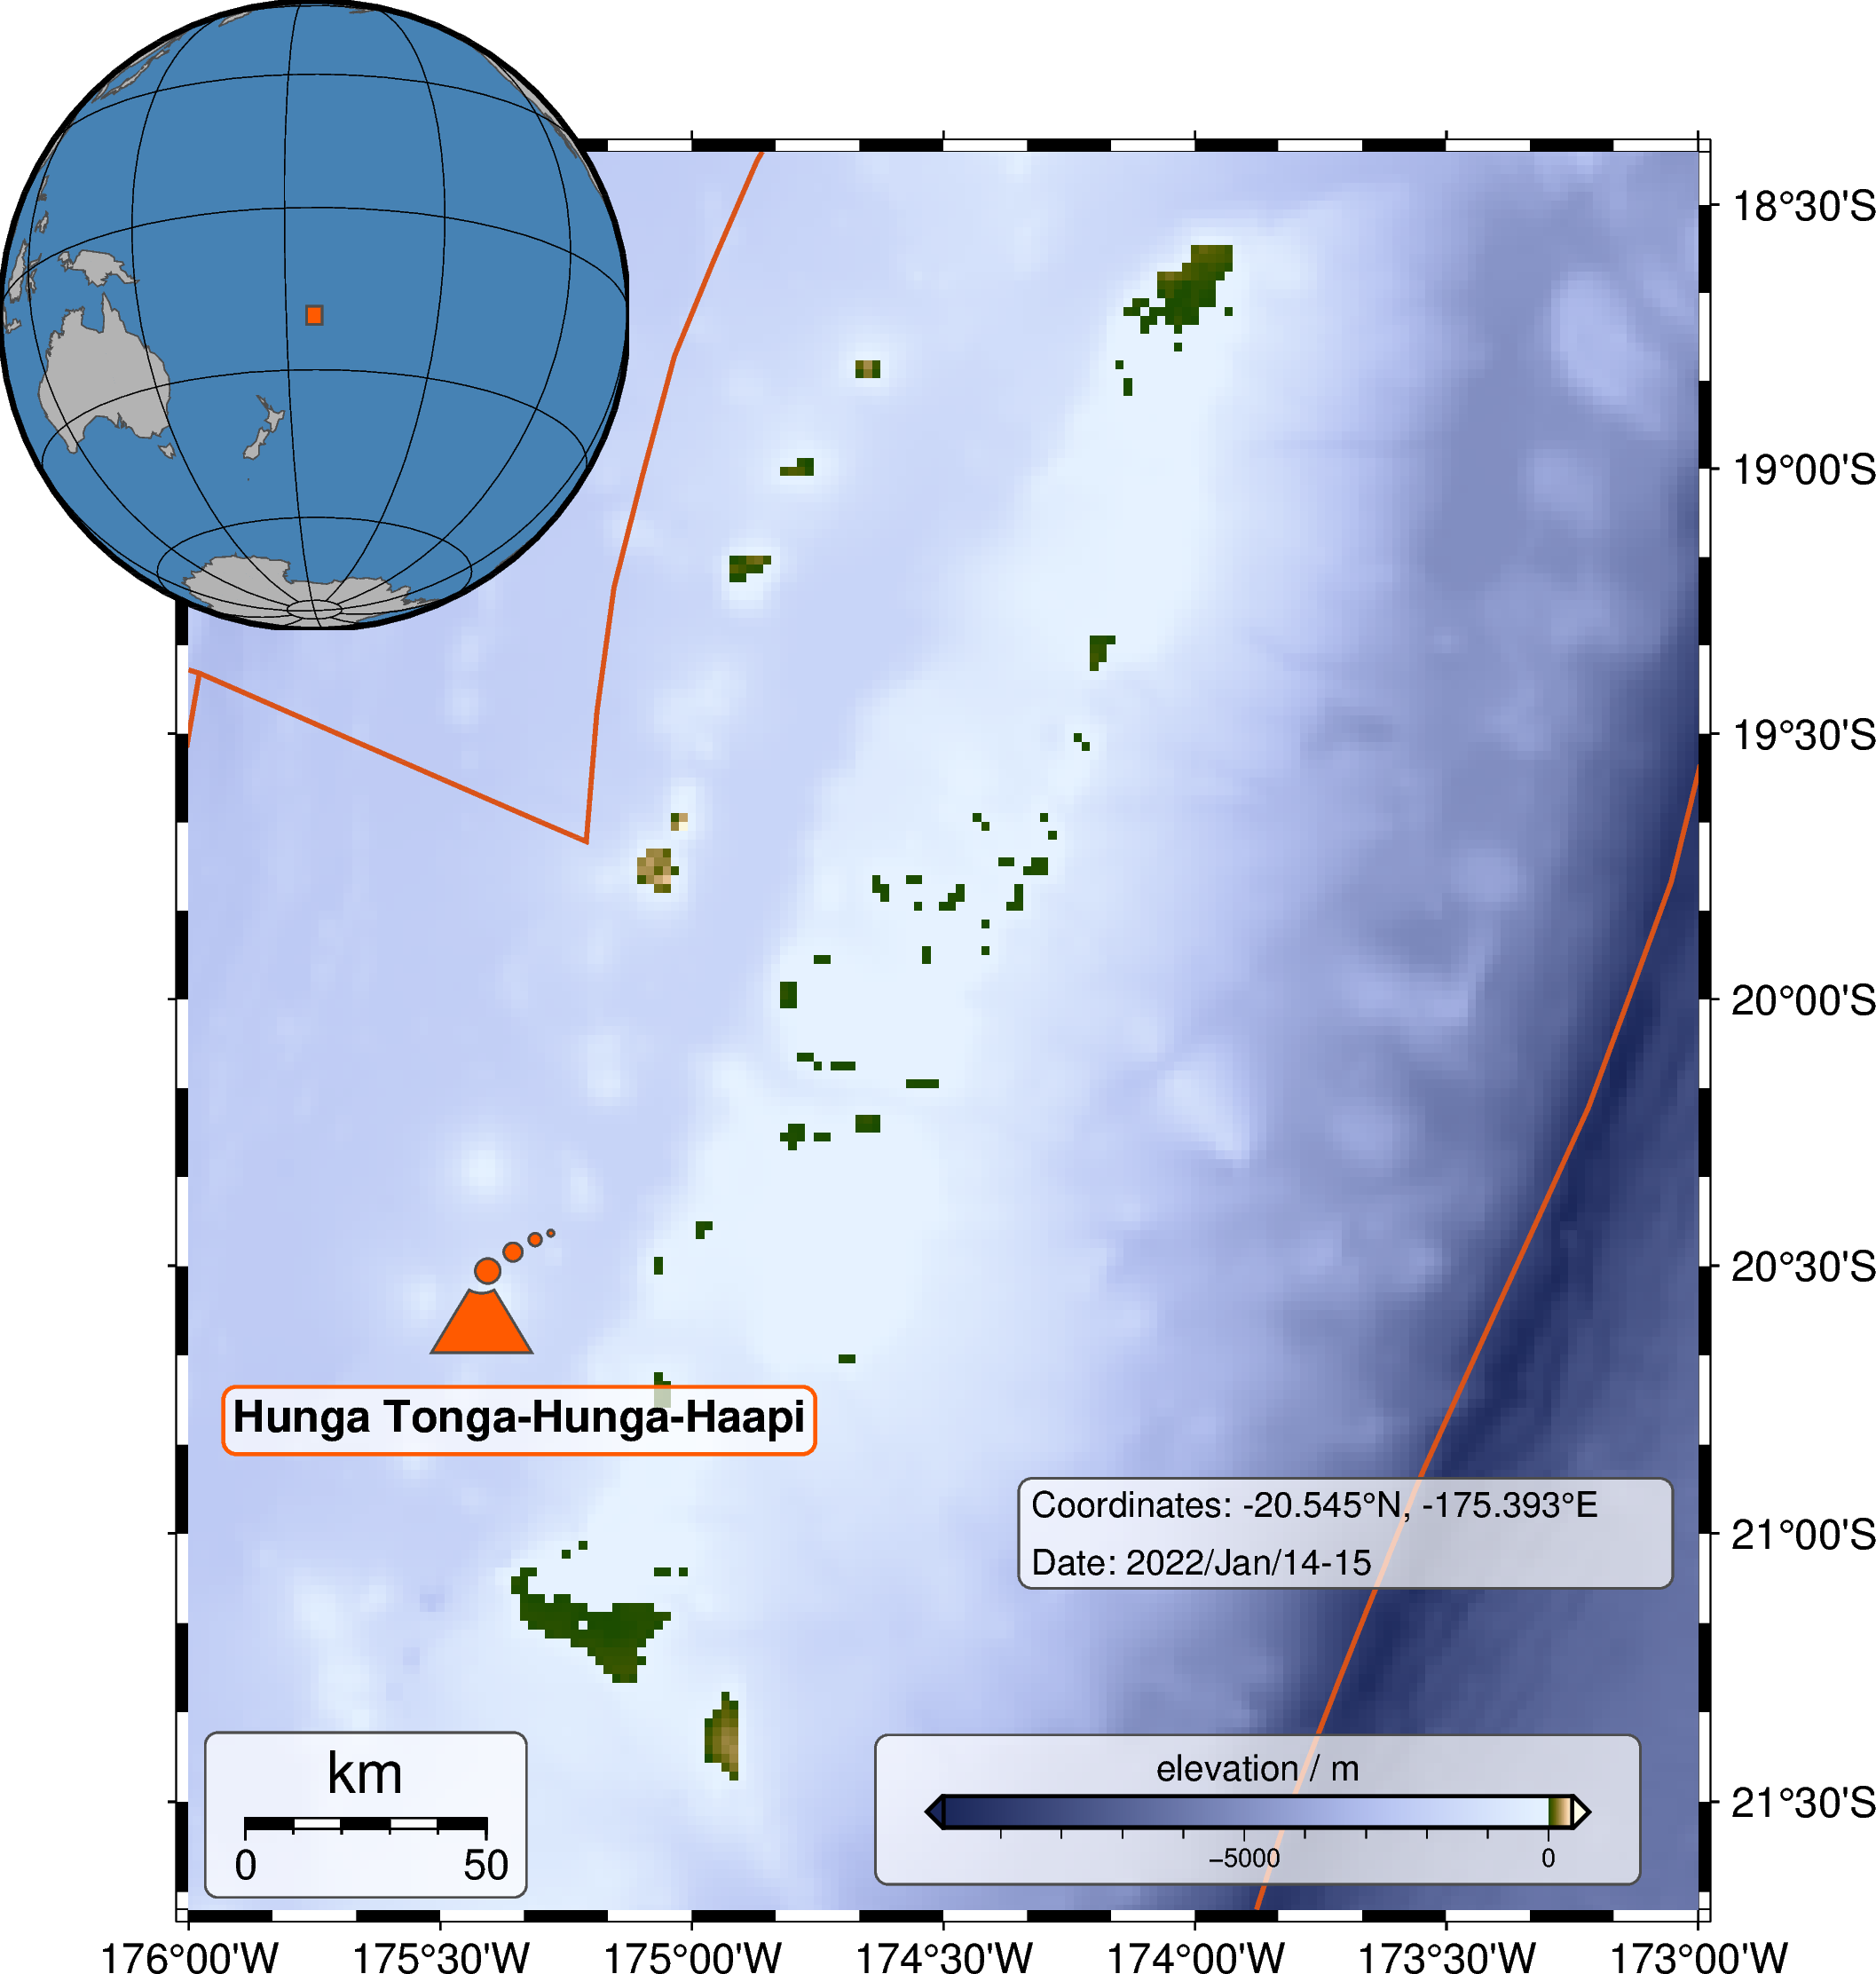 18°30'S
19°00'S
19°30'S
20°00'S
20°30'S
Hunga Tonga-Hunga-Haapi
Coordinates: -20.545°N, -175.393°E
Date: 2022/Jan/14-15
21°00'S
km
0 50
elevation / m
−5000 0
21°30'S
176°00'W 175°30'W 175°00'W 174°30'W 174°00'W 173°30'W 173°00'W